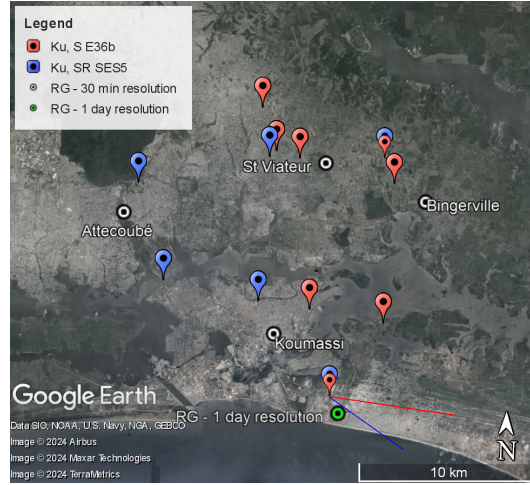 Legend
Ku, S E36b
Ku, SR SES5
RG - 30 min resolution
RG - 1 day resolution
St Viateur
Bingerville
Attecoubé
Koumassi
Google Earth
RG - 1 day resolution
Data SIO, NOAA, U.S. Navy, NGA, GEBCO
Image © 2024 Airbus
Image © 2024 Maxar Technologies
Image © 2024 TerraMetrics
N
10 km